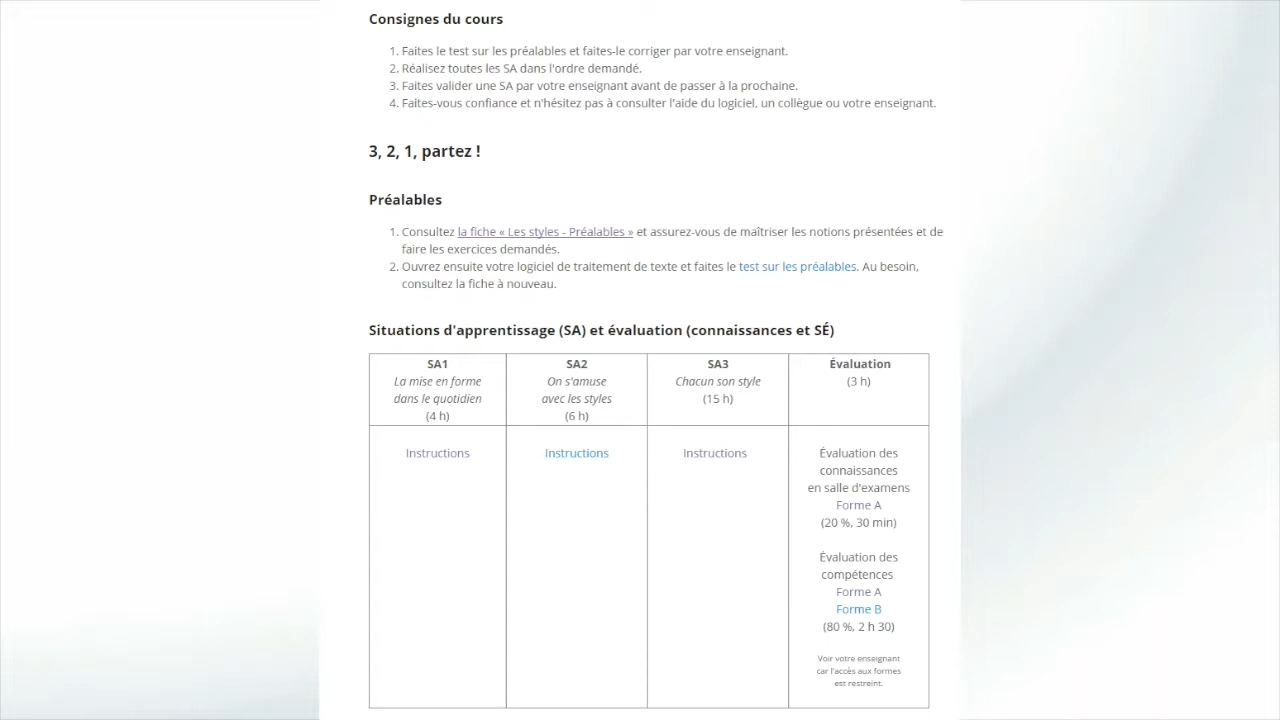 Consignes du cours
1. Faites le test sur les préalables et faites-le corriger par votre enseignant.
2. Réalisez toutes les SA dans l'ordre demandé.
3. Faites valider une SA par votre enseignant avant de passer à la prochaine.
4. Faites-vous confiance et n'hésitez pas à consulter l'aide du logiciel, un collègue ou votre enseignant.
3, 2, 1, partez !
Préalables
1. Consultez la fiche « Les styles - Préalables » et assurez-vous de maîtriser les notions présentées et de
faire les exercices demandés.
2. Ouvrez ensuite votre logiciel de traitement de texte et faites le test sur les préalables. Au besoin,
consultez la fiche à nouveau.
Situations d'apprentissage (SA) et évaluation (connaissances et SÉ)
SA1
La mise en forme
dans le quotidien
(4 h)
SA2
On s'amuse
avec les styles
(6 h)
SA3
Chacun son style
(15 h)
Évaluation
(3 h)
Instructions
Instructions
Instructions
Évaluation des
connaissances
en salle d'examens
Forme A
(20 %, 30 min)
Évaluation des
compétences
Forme A
Forme B
(80 %, 2 h 30)
Voir votre enseignant
car l'accès aux formes
est restreint.